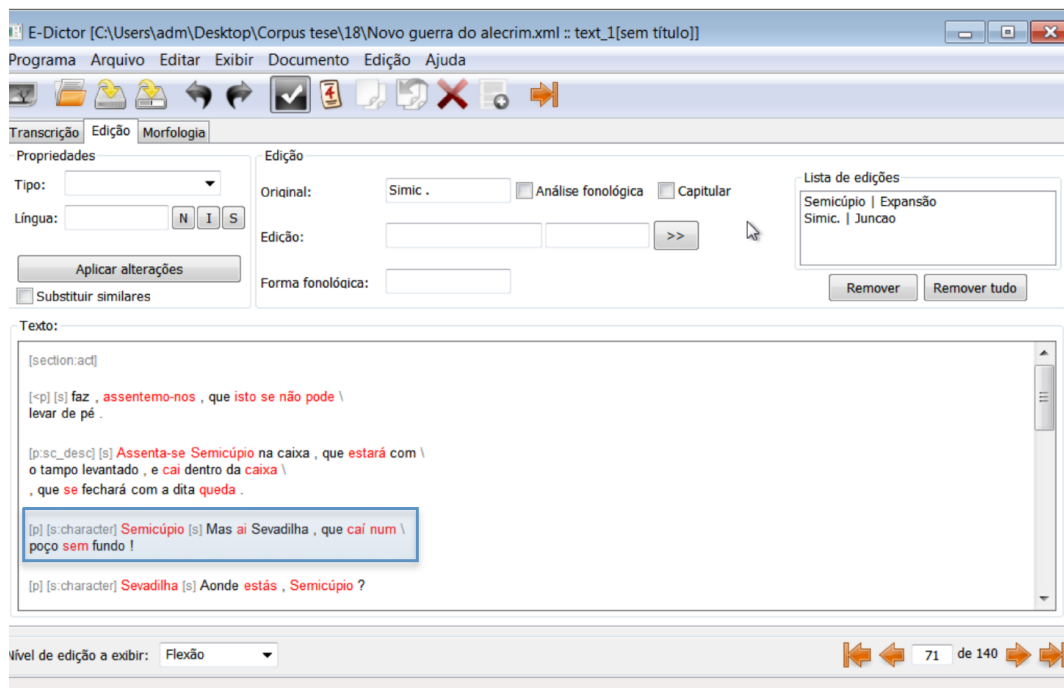 E-Dictor [C:\Users\adm\Desktop\Corpus tese\18\Novo guerra do alecrim.xml :: text_1[sem título]]
Programa Arquivo Editar Exibir Documento Edição Ajuda
Transcrição Edição Morfologia
Propriedades
Tipo:
Língua: N I S
Aplicar alterações
Substituir similares
Edição
Original: Simic . Análise fonológica Capitular
Edição: >>
Forma fonológica:
Lista de edições
Semicúpio | Expansão
Simic. | Juncao
Remover Remover tudo
Texto:
[section:act]
[<p] [s] faz , assentemo-nos , que isto se não pode \
levar de pé .
[p:sc_desc] [s] Assenta-se Semicúpio na caixa , que estará com \
o tampo levantado , e cai dentro da caixa \
, que se fechará com a dita queda .
[p] [s:character] Semicúpio [s] Mas ai Sevadilha , que caí num \
poço sem fundo !
[p] [s:character] Sevadilha [s] Aonde estás , Semicúpio ?
Nível de edição a exibir: Flexão
71 de 140